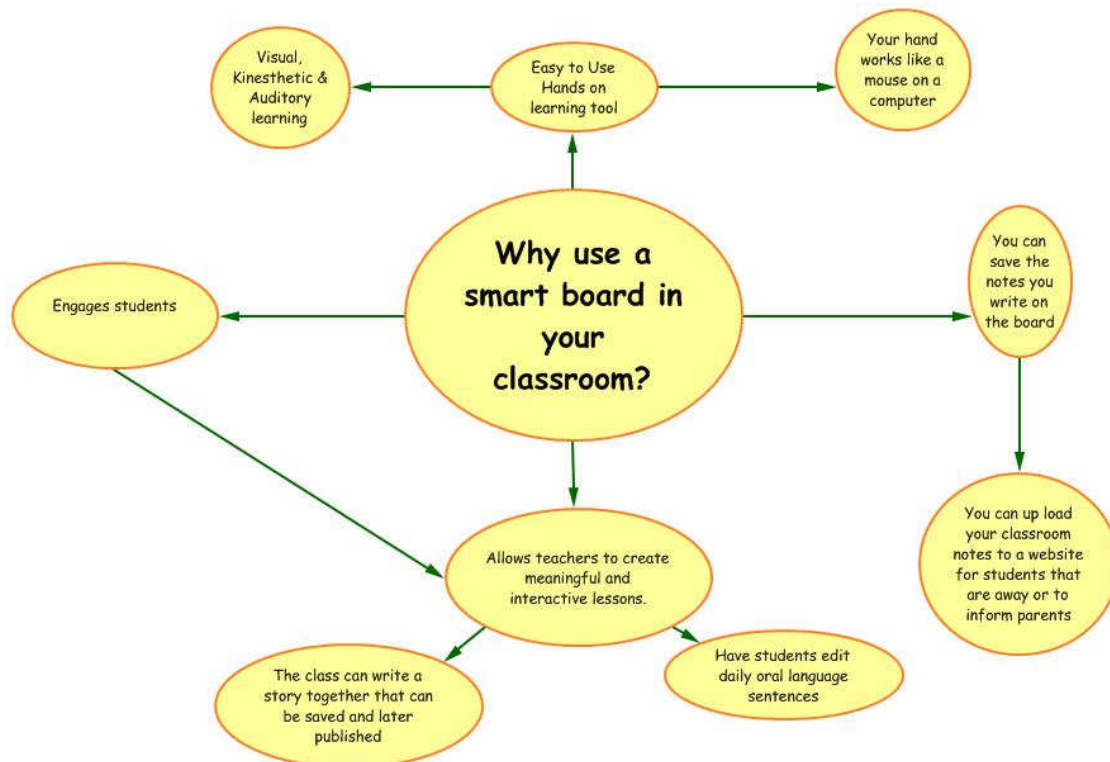 Visual,
Kinesthetic &
Auditory
learning
Easy to Use
Hands on
learning tool
Your hand
works like a
mouse on a
computer
Why use a
smart board in
your
classroom?
Engages students
You can
save the
notes you
write on
the board
You can up load
your classroom
notes to a website
for students that
are away or to
inform parents
Allows teachers to create
meaningful and
interactive lessons.
The class can write a
story together that can
be saved and later
published
Have students edit
daily oral language
sentences